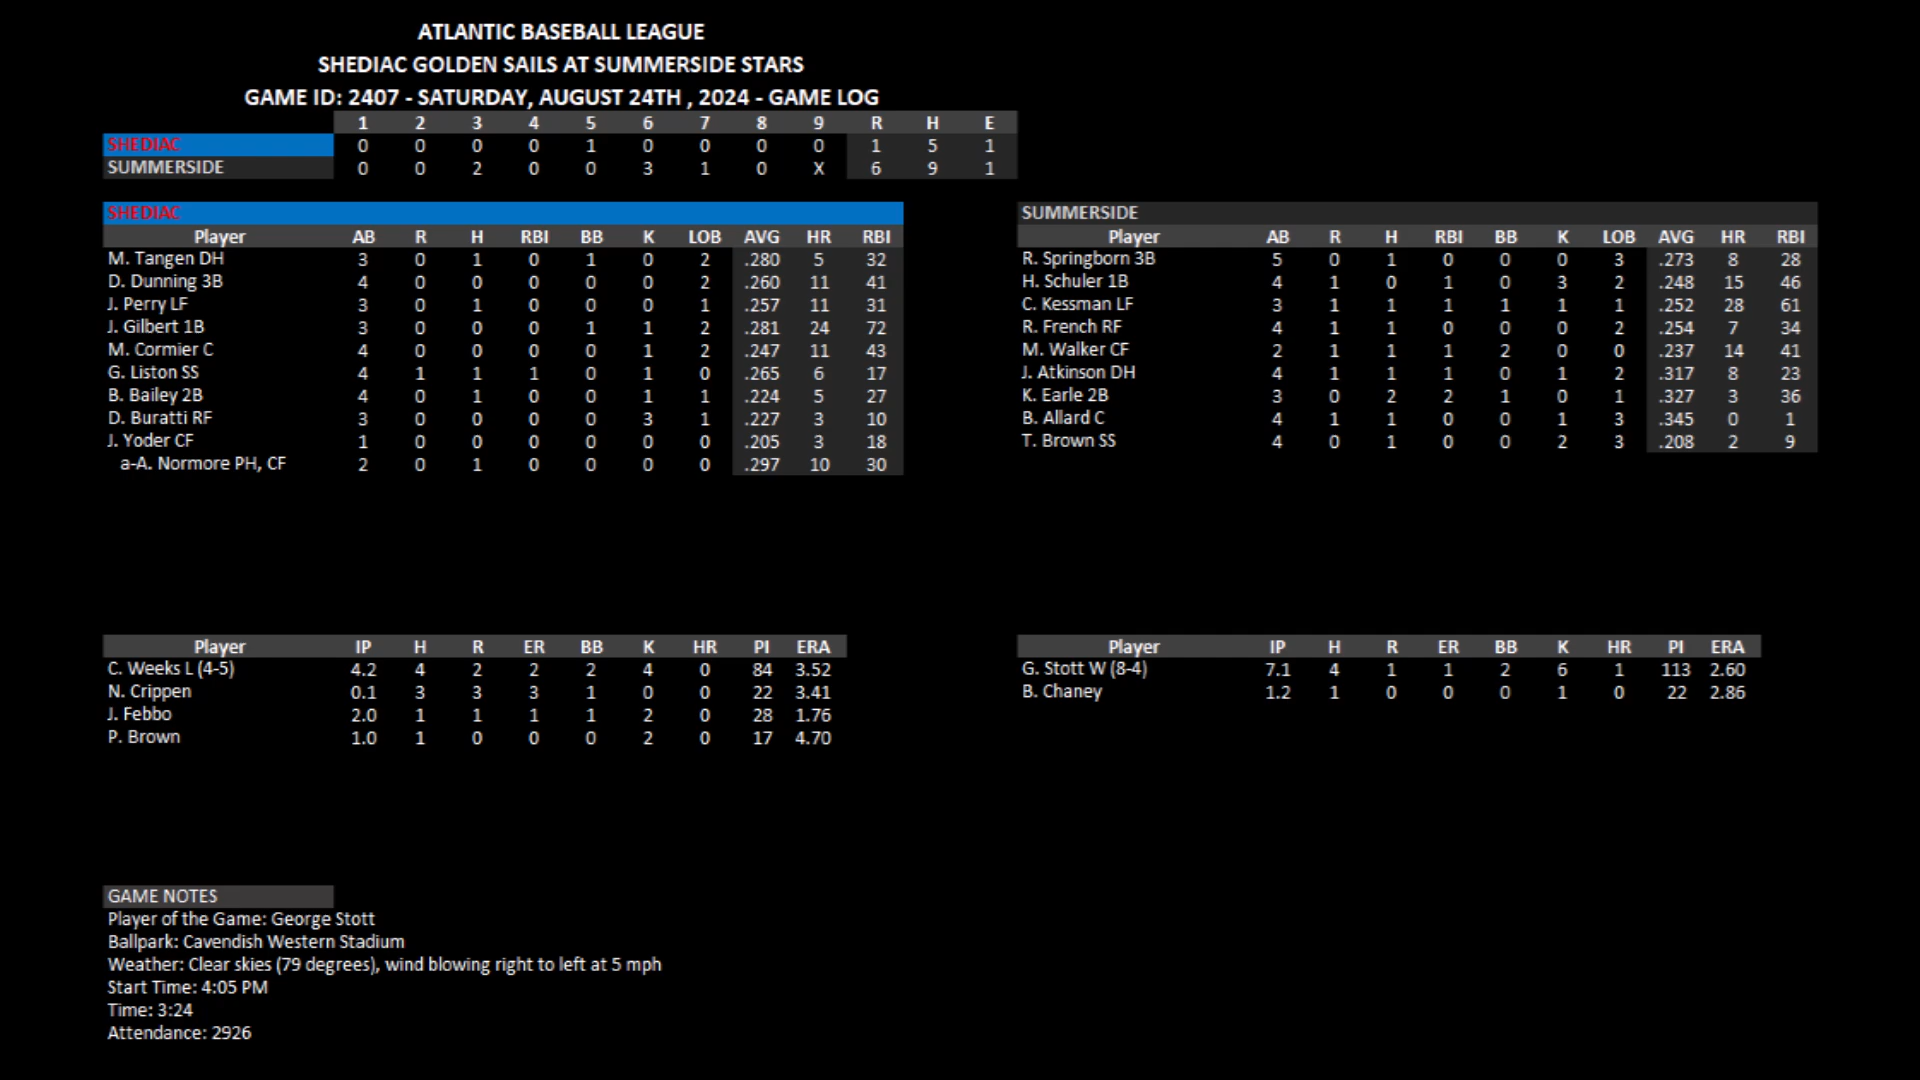 ATLANTIC BASEBALL LEAGUE
SHEDIAC GOLDEN SAILS AT SUMMERSIDE STARS
GAME ID: 2407 - SATURDAY, AUGUST 24TH , 2024 - GAME LOG
1 2 3 4 5 6 7 8 9 R H E
SHEDIAC 0 0 0 0 1 0 0 0 0 1 5 1
SUMMERSIDE 0 0 2 0 0 3 1 0 X 6 9 1
SHEDIAC
Player AB R H RBI BB K LOB AVG HR RBI
M. Tangen DH 3 0 1 0 1 0 2 .280 5 32
D. Dunning 3B 4 0 0 0 0 0 2 .260 11 41
J. Perry LF 3 0 1 0 0 0 1 .257 11 31
J. Gilbert 1B 3 0 0 0 1 1 2 .281 24 72
M. Cormier C 4 0 0 0 0 1 2 .247 11 43
G. Liston SS 4 1 1 1 0 1 0 .265 6 17
B. Bailey 2B 4 0 1 0 0 1 1 .224 5 27
D. Buratti RF 3 0 0 0 0 3 1 .227 3 10
J. Yoder CF 1 0 0 0 0 0 0 .205 3 18
a-A. Normore PH, CF 2 0 1 0 0 0 0 .297 10 30
SUMMERSIDE
Player AB R H RBI BB K LOB AVG HR RBI
R. Springborn 3B 5 0 1 0 0 0 3 .273 8 28
H. Schuler 1B 4 1 0 1 0 3 2 .248 15 46
C. Kessman LF 3 1 1 1 1 1 1 .252 28 61
R. French RF 4 1 1 0 0 0 2 .254 7 34
M. Walker CF 2 1 1 1 2 0 0 .237 14 41
J. Atkinson DH 4 1 1 1 0 1 2 .317 8 23
K. Earle 2B 3 0 2 2 1 0 1 .327 3 36
B. Allard C 4 1 1 0 0 1 3 .345 0 1
T. Brown SS 4 0 1 0 0 2 3 .208 2 9
Player IP H R ER BB K HR PI ERA
C. Weeks L (4-5) 4.2 4 2 2 2 4 0 84 3.52
N. Crippen 0.1 3 3 3 1 0 0 22 3.41
J. Febbo 2.0 1 1 1 1 2 0 28 1.76
P. Brown 1.0 1 0 0 0 2 0 17 4.70
Player IP H R ER BB K HR PI ERA
G. Stott W (8-4) 7.1 4 1 1 2 6 1 113 2.60
B. Chaney 1.2 1 0 0 0 1 0 22 2.86
GAME NOTES
Player of the Game: George Stott
Ballpark: Cavendish Western Stadium
Weather: Clear skies (79 degrees), wind blowing right to left at 5 mph
Start Time: 4:05 PM
Time: 3:24
Attendance: 2926